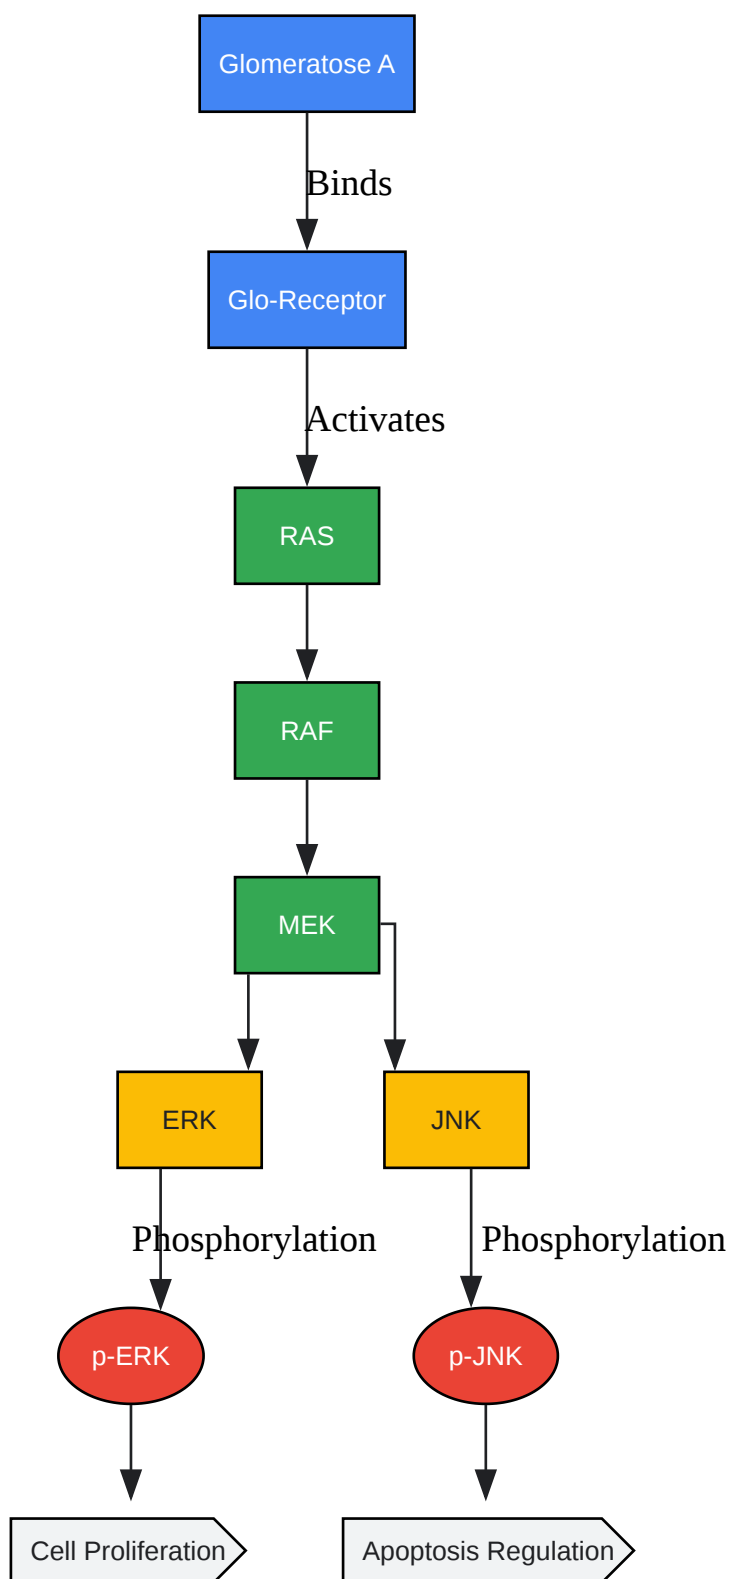 Glomeratose A
Binds
Glo-Receptor
Activates
RAS
RAF
MEK
ERK
JNK
Phosphorylation
Phosphorylation
p-ERK
p-JNK
Cell Proliferation
Apoptosis Regulation